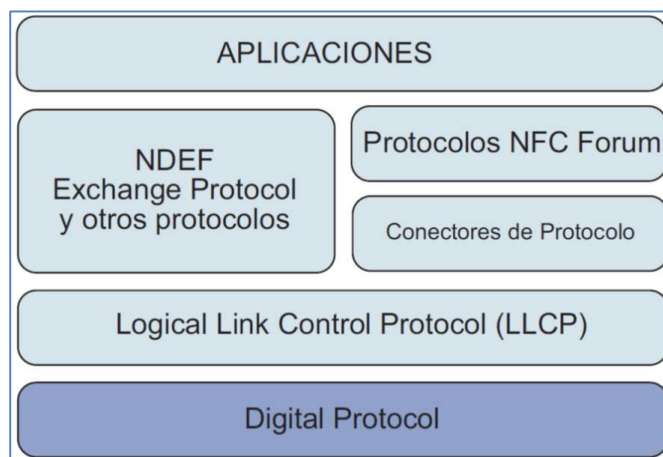 APLICACIONES
NDEF
Exchange Protocol
y otros protocolos
Protocolos NFC Forum
Conectores de Protocolo
Logical Link Control Protocol (LLCP)
Digital Protocol